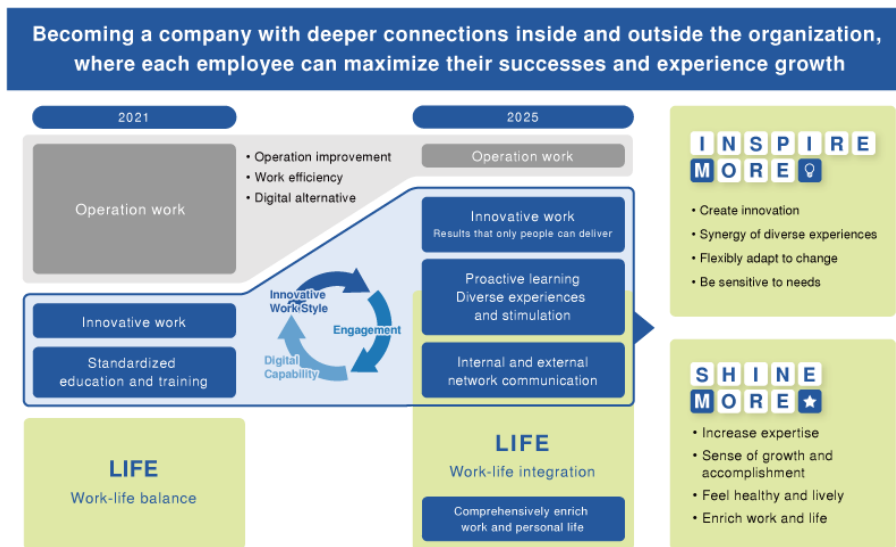 Becoming a company with deeper connections inside and outside the organization,
where each employee can maximize their successes and experience growth
2021
Operation work
• Operation improvement
• Work efficiency
• Digital alternative
Innovative work
Standardized
education and training
LIFE
Work-life balance
Innovative
Work Style
Engagement
Digital
Capability
2025
Operation work
Innovative work
Results that only people can deliver
Proactive learning
Diverse experiences
and stimulation
Internal and external
network communication
LIFE
Work-life integration
Comprehensively enrich
work and personal life
INSPIRE
MORE
• Create innovation
• Synergy of diverse experiences
• Flexibly adapt to change
• Be sensitive to needs
SHINE
MORE
• Increase expertise
• Sense of growth and
accomplishment
• Feel healthy and lively
• Enrich work and life